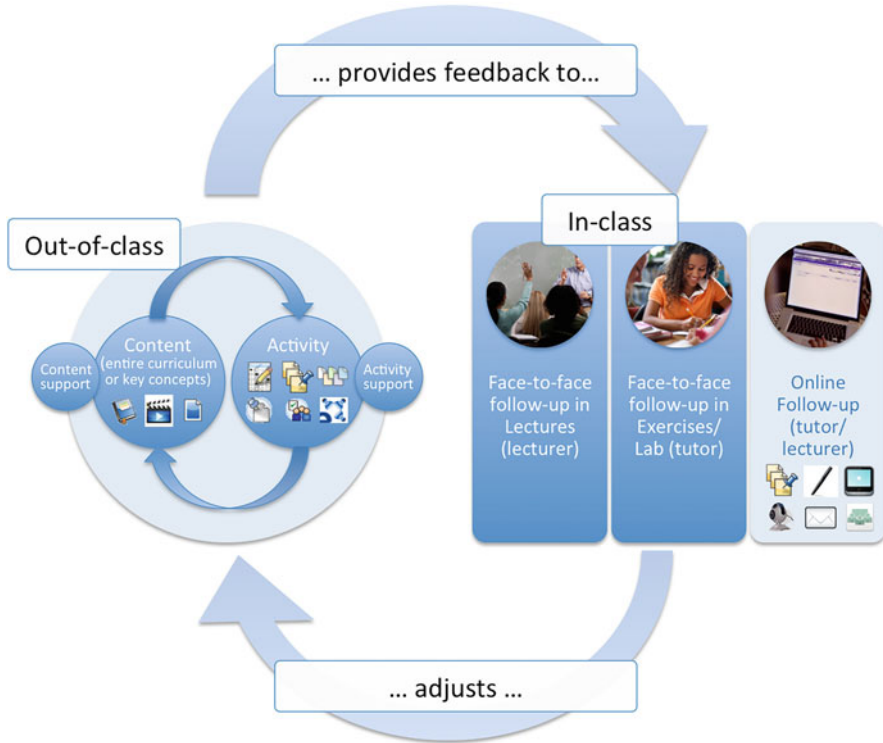 ... provides feedback to...
Out-of-class
Content
support
Content
(entire curriculum
or key concepts)
Activity
Activity
support
In-class
Face-to-face
follow-up in
Lectures
(lecturer)
Face-to-face
follow-up in
Exercises/
Lab (tutor)
Online
Follow-up
(tutor/
lecturer)
... adjusts ...